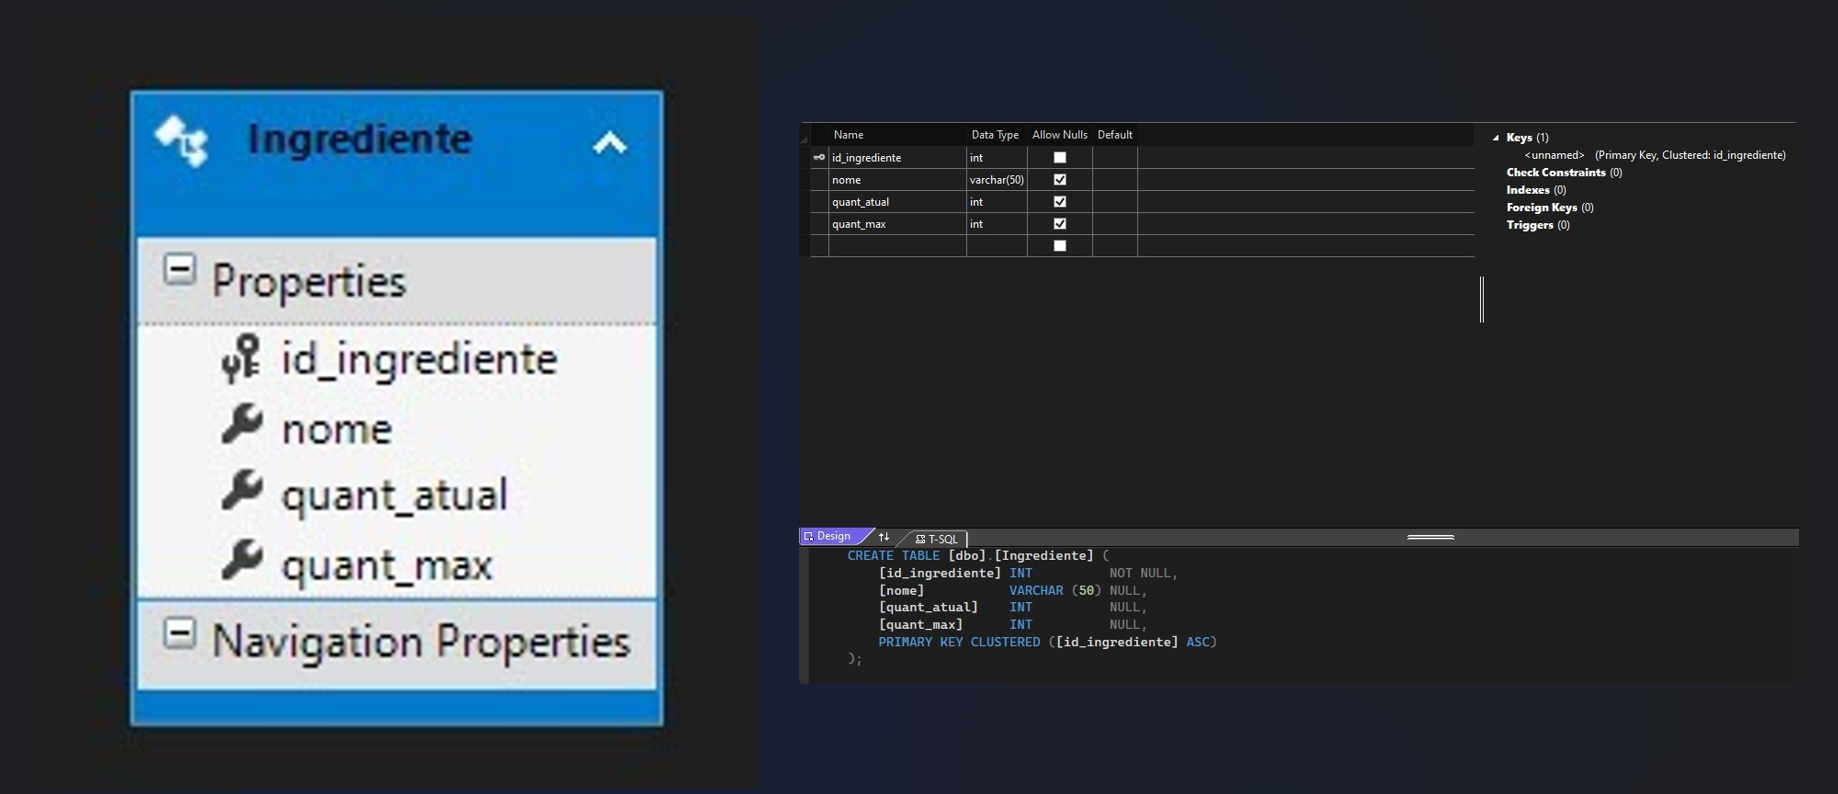 Ingrediente
Properties
id_ingrediente
nome
quant_atual
quant_max
Navigation Properties
Name Data Type Allow Nulls Default
id_ingrediente int
nome varchar(50)
quant_atual int
quant_max int
Keys (1)
<unnamed> (Primary Key, Clustered: id_ingrediente)
Check Constraints (0)
Indexes (0)
Foreign Keys (0)
Triggers (0)
Design T-SQL
CREATE TABLE [dbo].[Ingrediente] (
[id_ingrediente] INT NOT NULL,
[nome] VARCHAR (50) NULL,
[quant_atual] INT NULL,
[quant_max] INT NULL,
PRIMARY KEY CLUSTERED ([id_ingrediente] ASC)
);